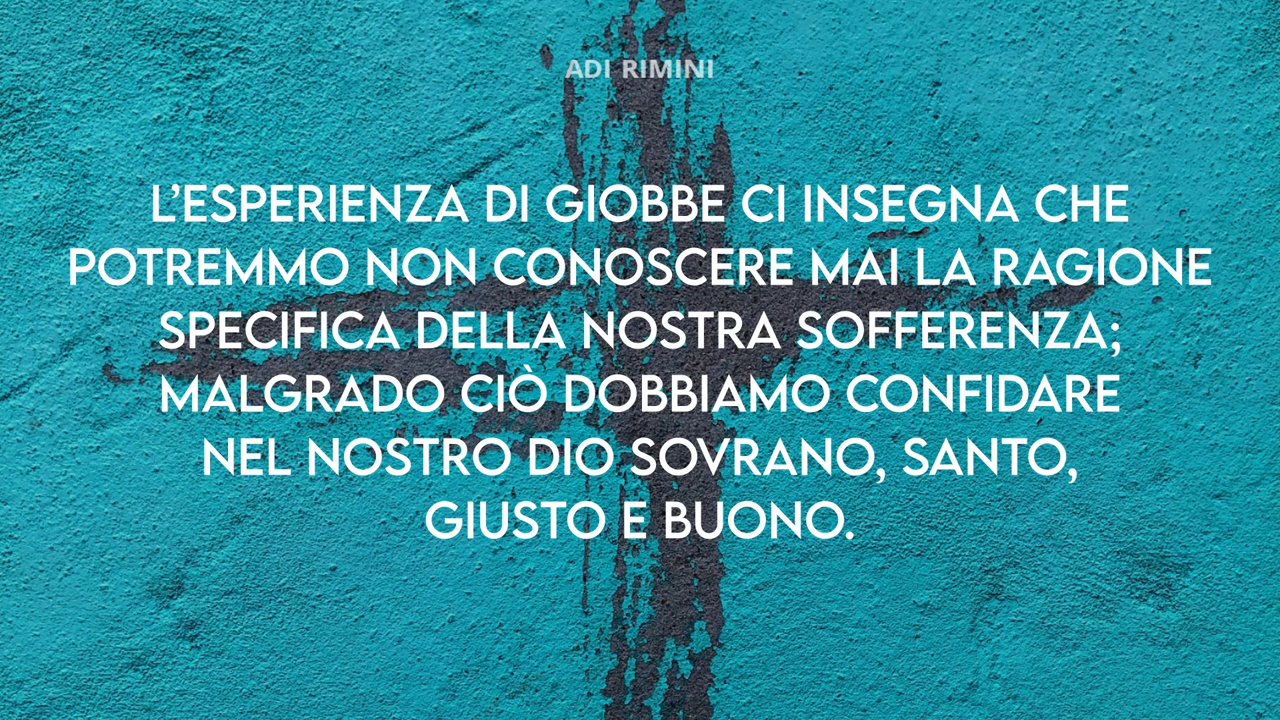 ADI RIMINI
L'ESPERIENZA DI GIOBBE CI INSEGNA CHE
POTREMMO NON CONOSCERE MAI LA RAGIONE
SPECIFICA DELLA NOSTRA SOFFERENZA;
MALGRADO CIÒ DOBBIAMO CONFIDARE
NEL NOSTRO DIO SOVRANO, SANTO,
GIUSTO E BUONO.